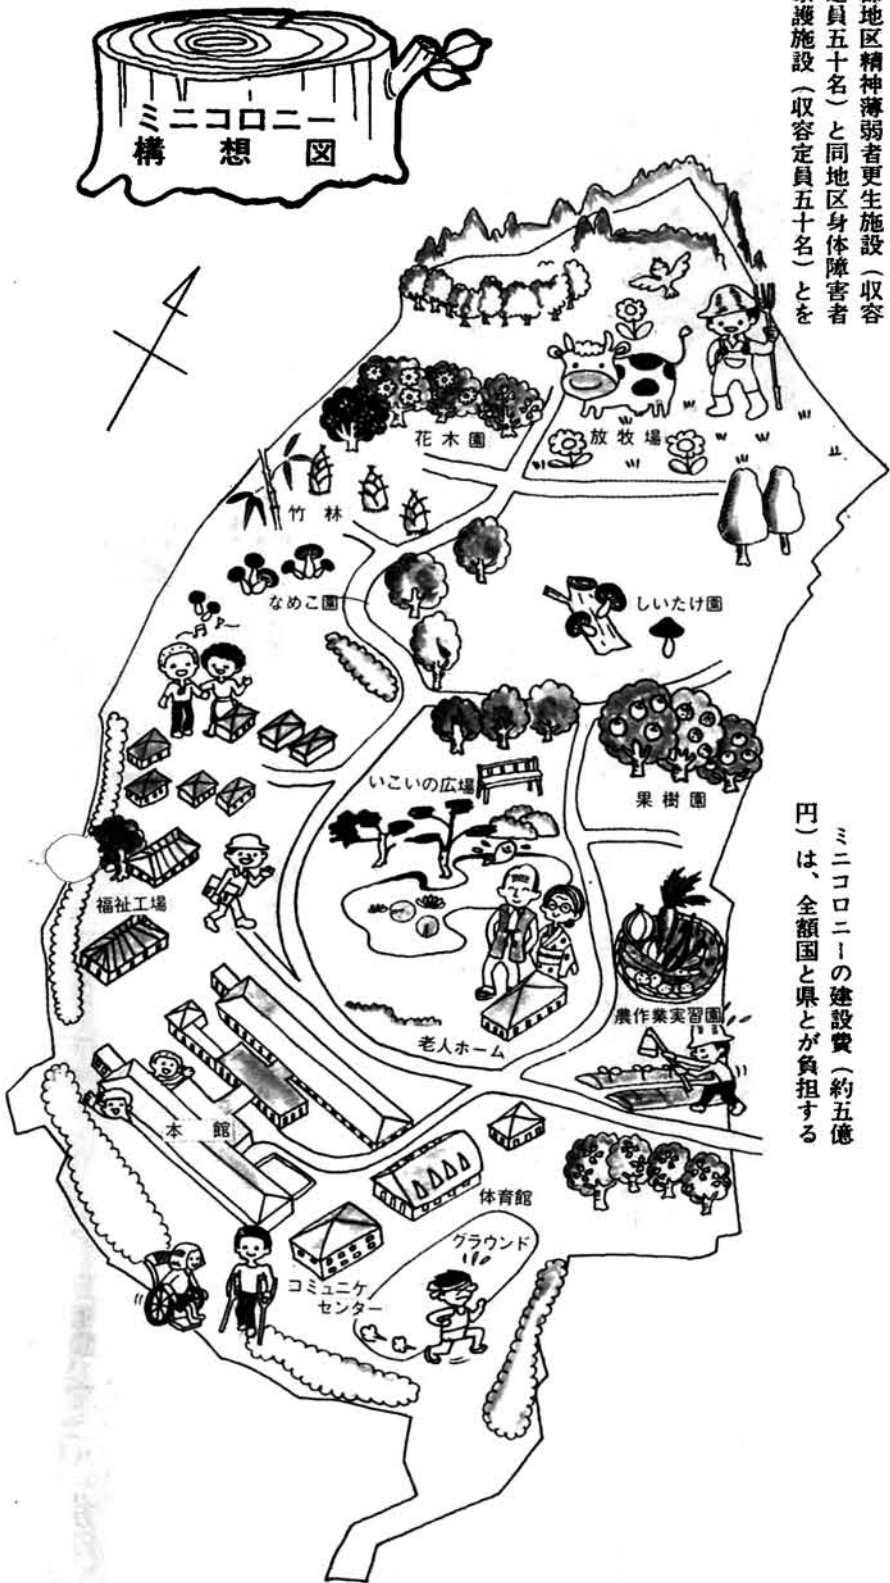 部地区精神薄弱者更生施設（収容
定員五十名）と同地区身体障害者
療護施設（収容定員五十名）とを
ミニコロニー
構想図
花木園
放牧場
竹林
なめこ園
しいたけ園
いこいの広場
果樹園
ミニコロニーの建設費（約五億
円）は、全額国と県とが負担する
福祉工場
農作業実習園
老人ホーム
本館
体育館
グラウンド
コミュニケ
センター